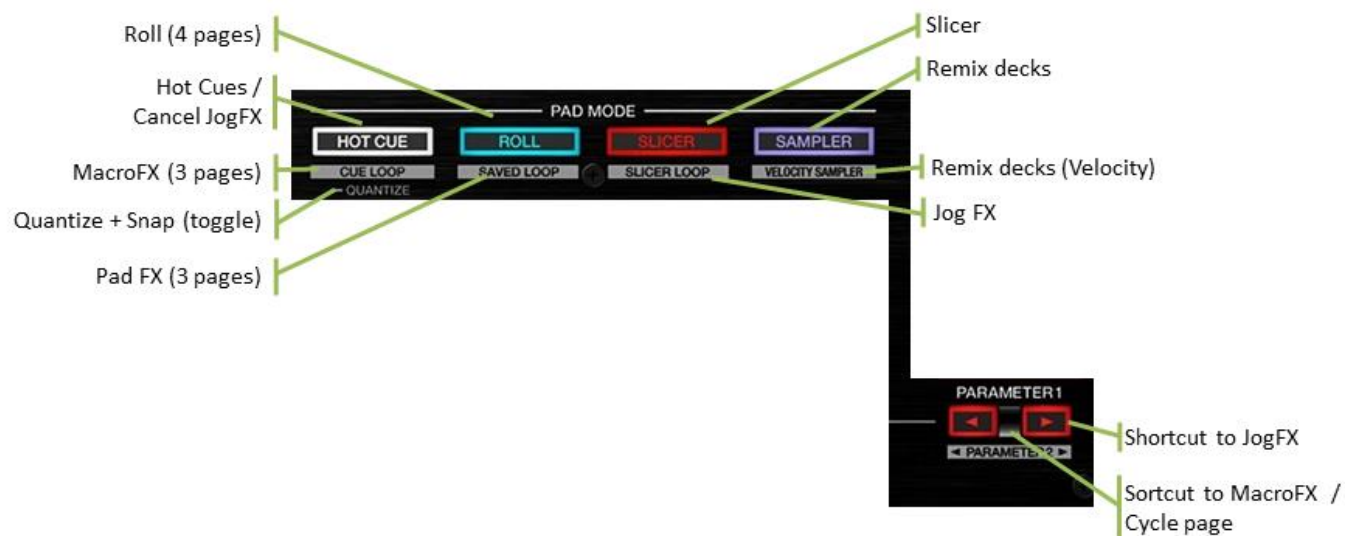 Roll (4 pages)
Hot Cues /
Cancel JogFX
MacroFX (3 pages)
Quantize + Snap (toggle)
Pad FX (3 pages)
PAD MODE
HOT CUE
ROLL
SLICER
SAMPLER
CUE LOOP
SAVED LOOP
SLICER LOOP
VELOCITY SAMPLER
QUANTIZE
Slicer
Remix decks
Remix decks (Velocity)
Jog FX
PARAMETER1
◄ PARAMETER2 ►
Shortcut to JogFX
Sortcut to MacroFX /
Cycle page